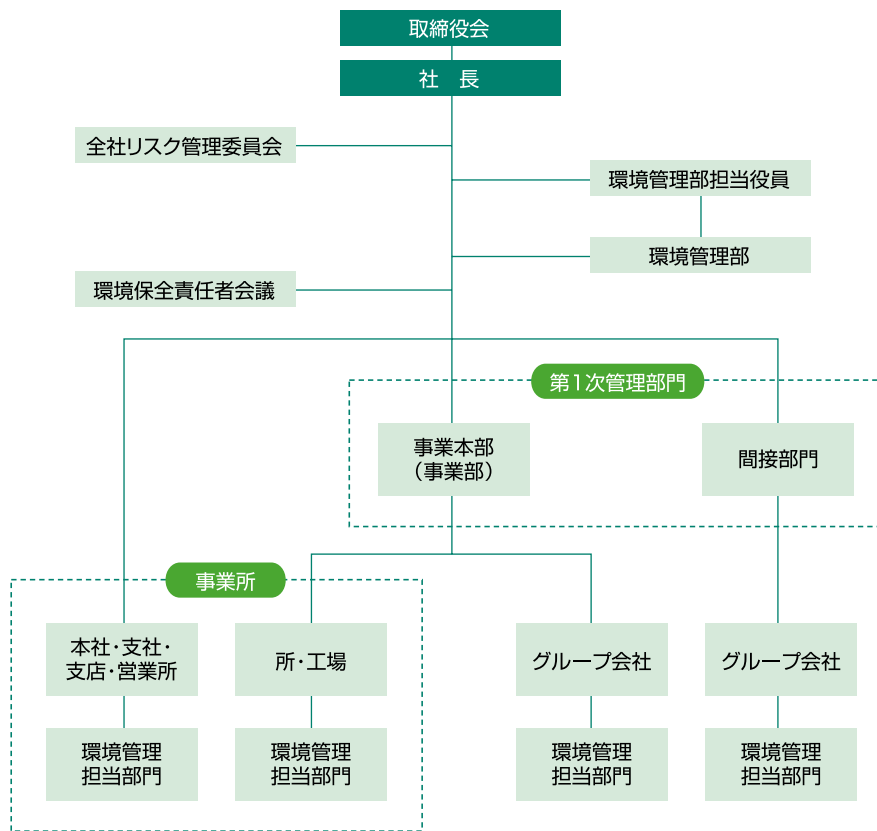 取締役会
社　長
全社リスク管理委員会
環境管理部担当役員
環境管理部
環境保全責任者会議
第1次管理部門
事業本部
（事業部）
間接部門
事業所
本社・支社・
支店・営業所
所・工場
グループ会社
グループ会社
環境管理
担当部門
環境管理
担当部門
環境管理
担当部門
環境管理
担当部門